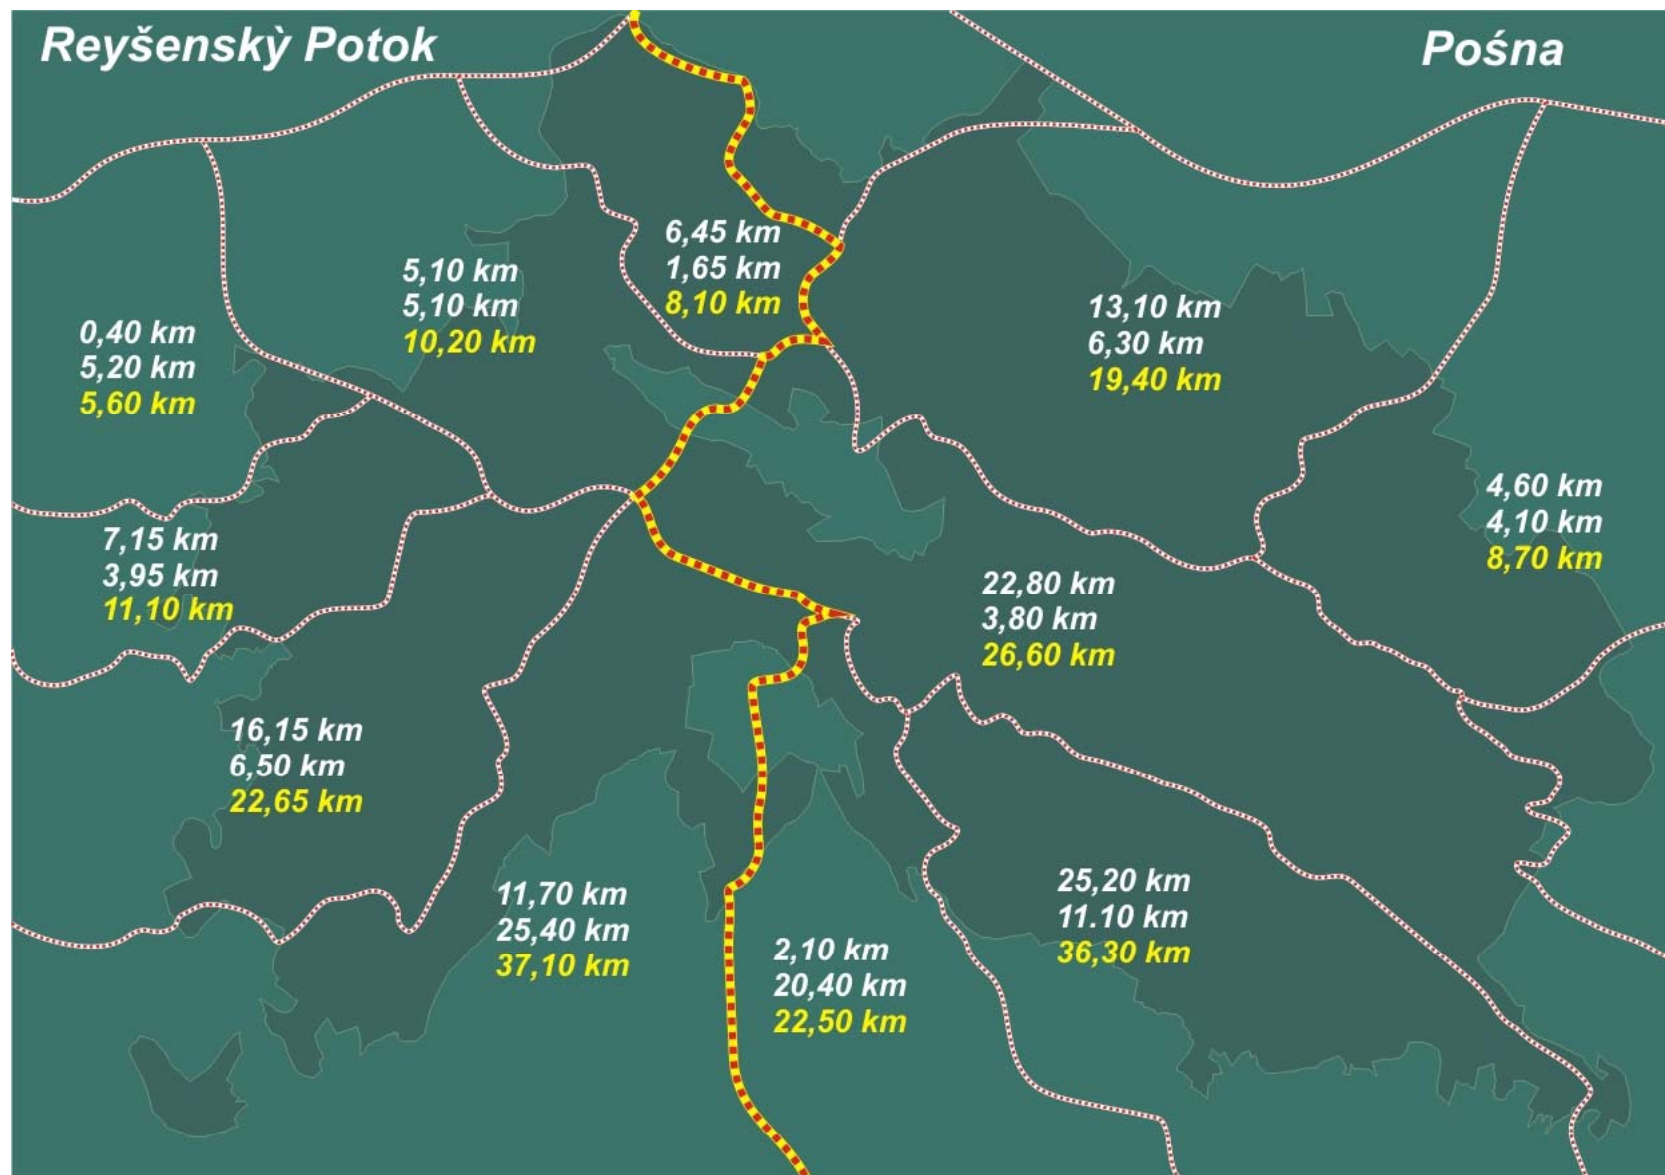 Reyšenskỳ Potok
Pośna
6,45 km
1,65 km
8,10 km
5,10 km
5,10 km
10,20 km
13,10 km
6,30 km
19,40 km
0,40 km
5,20 km
5,60 km
4,60 km
4,10 km
8,70 km
7,15 km
3,95 km
11,10 km
22,80 km
3,80 km
26,60 km
16,15 km
6,50 km
22,65 km
11,70 km
25,40 km
37,10 km
25,20 km
11.10 km
36,30 km
2,10 km
20,40 km
22,50 km